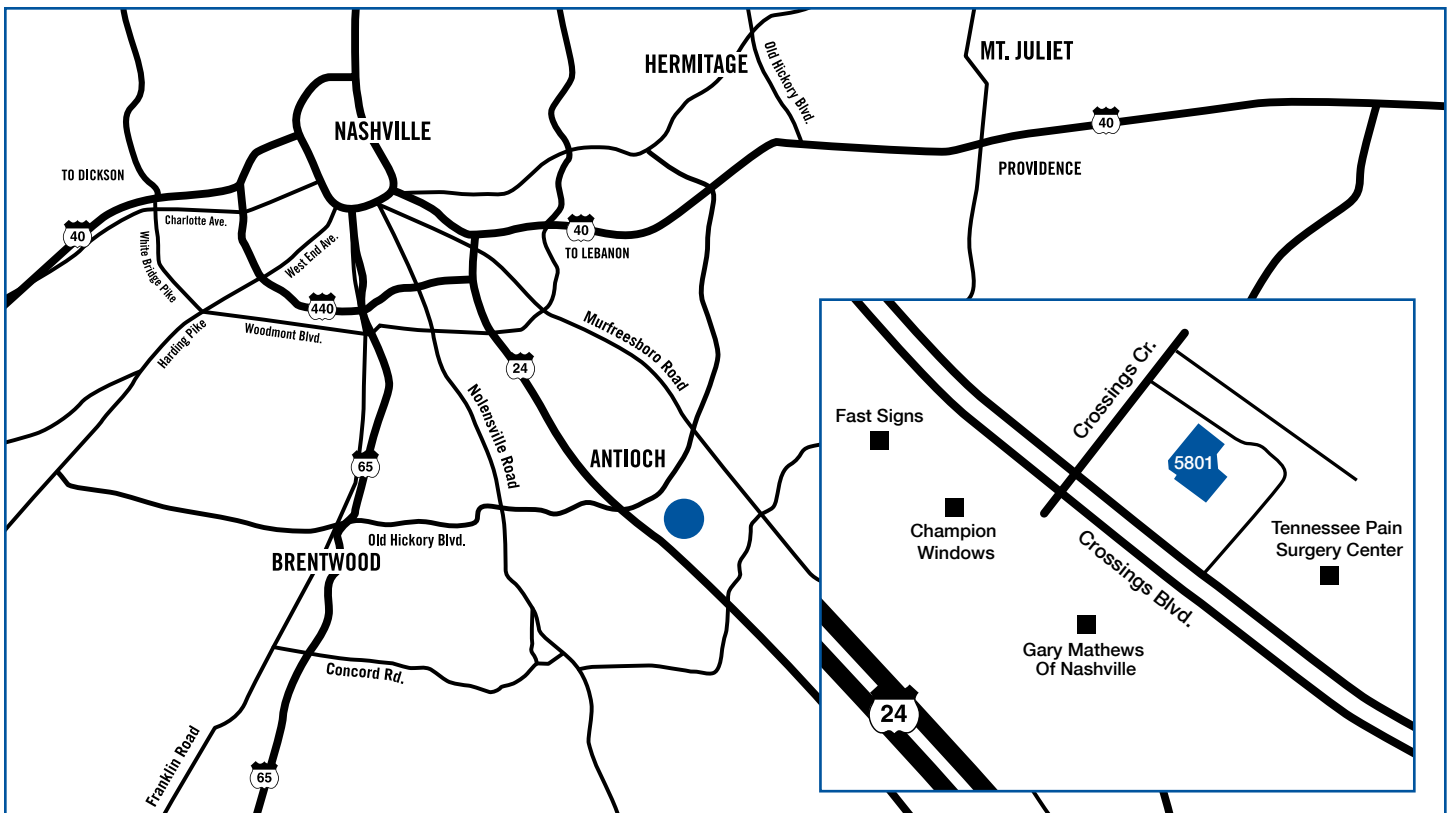 HERMITAGE
Old Hickory Blvd.
MT. JULIET
40
NASHVILLE
PROVIDENCE
TO DICKSON
Charlotte Ave.
40
40
TO LEBANON
White Bridge Pike
West End Ave.
440
Woodmont Blvd.
Harding Pike
Murfreesboro Road
24
Nolensville Road
ANTIOCH
65
Old Hickory Blvd.
BRENTWOOD
Concord Rd.
Franklin Road
65
Crossings Cr.
Fast Signs
5801
Champion
Windows
Tennessee Pain
Surgery Center
Crossings Blvd.
Gary Mathews
Of Nashville
24